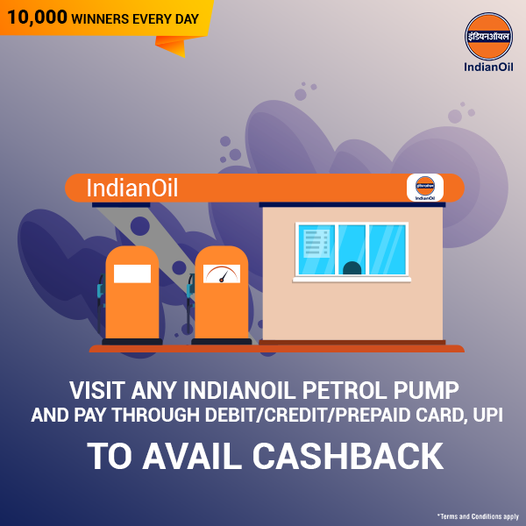 10,000 WINNERS EVERY DAY
इंडियनऑयल
IndianOil
IndianOil
इंडियनऑयल
IndianOil
VISIT ANY INDIANOIL PETROL PUMP
AND PAY THROUGH DEBIT/CREDIT/PREPAID CARD, UPI
TO AVAIL CASHBACK
*Terms and Conditions apply